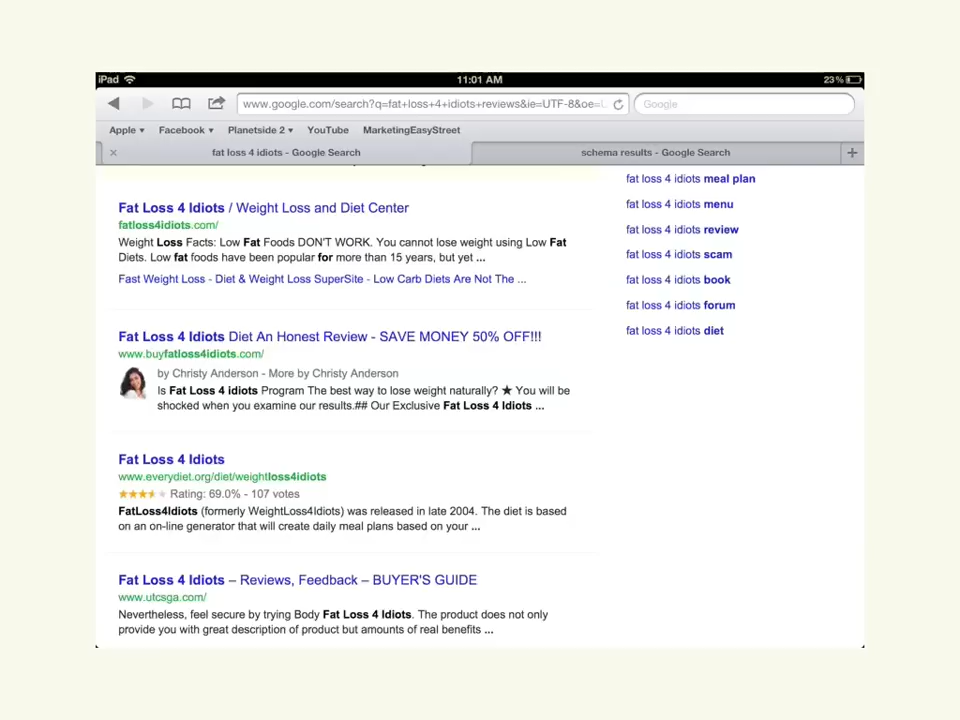 iPad 11:01 AM 23%
www.google.com/search?q=fat+loss+4+idiots+reviews&ie=UTF-8&oe= Google
Apple Facebook Planetside 2 YouTube MarketingEasyStreet
fat loss 4 idiots - Google Search schema results - Google Search
Fat Loss 4 Idiots / Weight Loss and Diet Center
fatloss4idiots.com/
Weight Loss Facts: Low Fat Foods DON'T WORK. You cannot lose weight using Low Fat
Diets. Low fat foods have been popular for more than 15 years, but yet ...
Fast Weight Loss - Diet & Weight Loss SuperSite - Low Carb Diets Are Not The ...
Fat Loss 4 Idiots Diet An Honest Review - SAVE MONEY 50% OFF!!!
www.buyfatloss4idiots.com/
by Christy Anderson - More by Christy Anderson
Is Fat Loss 4 idiots Program The best way to lose weight naturally? ★ You will be
shocked when you examine our results.## Our Exclusive Fat Loss 4 Idiots ...
Fat Loss 4 Idiots
www.everydiet.org/diet/weightloss4idiots
Rating: 69.0% - 107 votes
FatLoss4Idiots (formerly WeightLoss4Idiots) was released in late 2004. The diet is based
on an on-line generator that will create daily meal plans based on your ...
Fat Loss 4 Idiots – Reviews, Feedback – BUYER'S GUIDE
www.utcsga.com/
Nevertheless, feel secure by trying Body Fat Loss 4 Idiots. The product does not only
provide you with great description of product but amounts of real benefits ...
fat loss 4 idiots meal plan
fat loss 4 idiots menu
fat loss 4 idiots review
fat loss 4 idiots scam
fat loss 4 idiots book
fat loss 4 idiots forum
fat loss 4 idiots diet